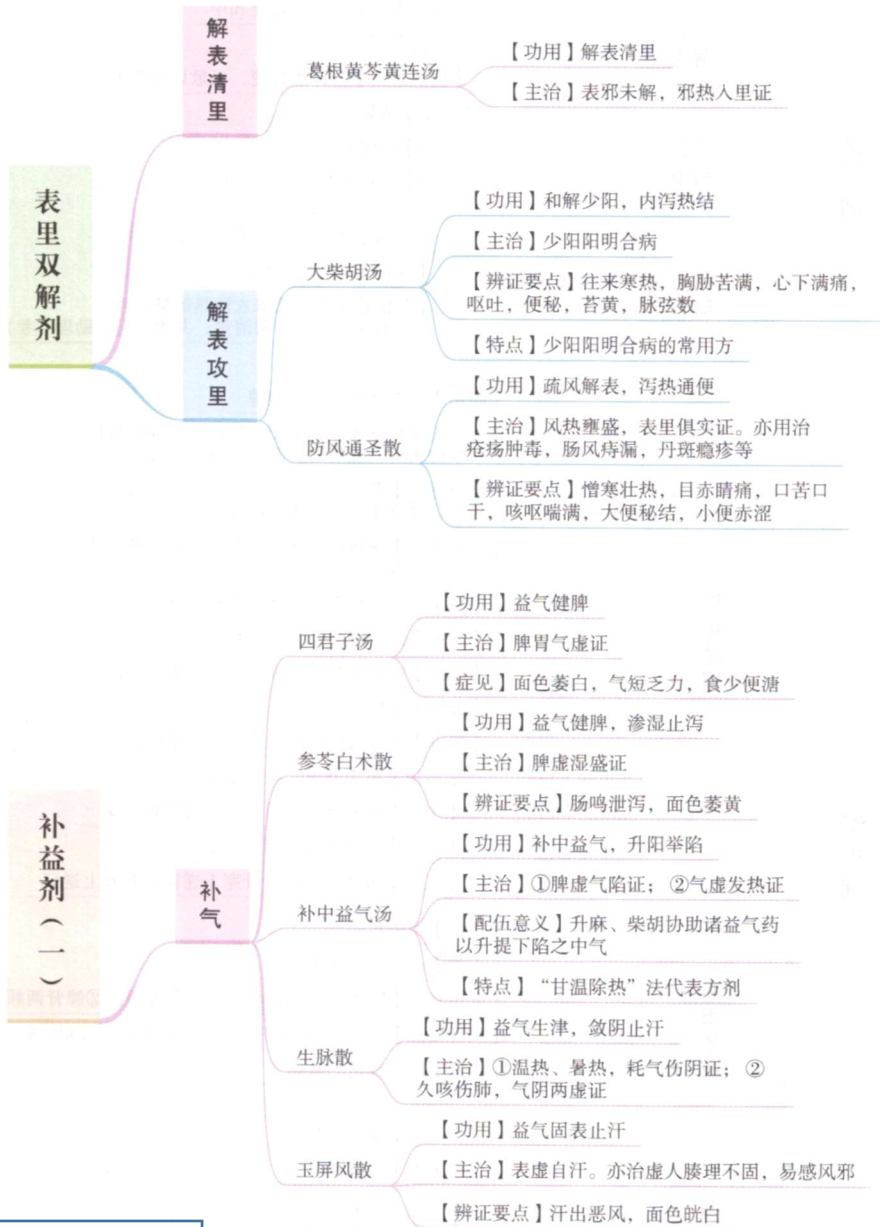 表里双解剂
解表清里
葛根黄芩黄连汤
【功用】解表清里
【主治】表邪未解，邪热入里证
解表攻里
大柴胡汤
【功用】和解少阳，内泻热结
【主治】少阳阳明合病
【辨证要点】往来寒热，胸胁苦满，心下满痛，
呕吐，便秘，苔黄，脉弦数
【特点】少阳阳明合病的常用方
防风通圣散
【功用】疏风解表，泻热通便
【主治】风热壅盛，表里俱实证。亦用治
疮疡肿毒，肠风痔漏，丹斑瘾疹等
【辨证要点】憎寒壮热，目赤睛痛，口苦口
干，咳呕喘满，大便秘结，小便赤涩
补益剂（一）
补气
四君子汤
【功用】益气健脾
【主治】脾胃气虚证
【症见】面色萎白，气短乏力，食少便溏
参苓白术散
【功用】益气健脾，渗湿止泻
【主治】脾虚湿盛证
【辨证要点】肠鸣泄泻，面色萎黄
补中益气汤
【功用】补中益气，升阳举陷
【主治】①脾虚气陷证；②气虚发热证
【配伍意义】升麻、柴胡协助诸益气药
以升提下陷之中气
【特点】“甘温除热”法代表方剂
生脉散
【功用】益气生津，敛阴止汗
【主治】①温热、暑热，耗气伤阴证；②
久咳伤肺，气阴两虚证
玉屏风散
【功用】益气固表止汗
【主治】表虚自汗。亦治虚人腠理不固，易感风邪
【辨证要点】汗出恶风，面色㿠白